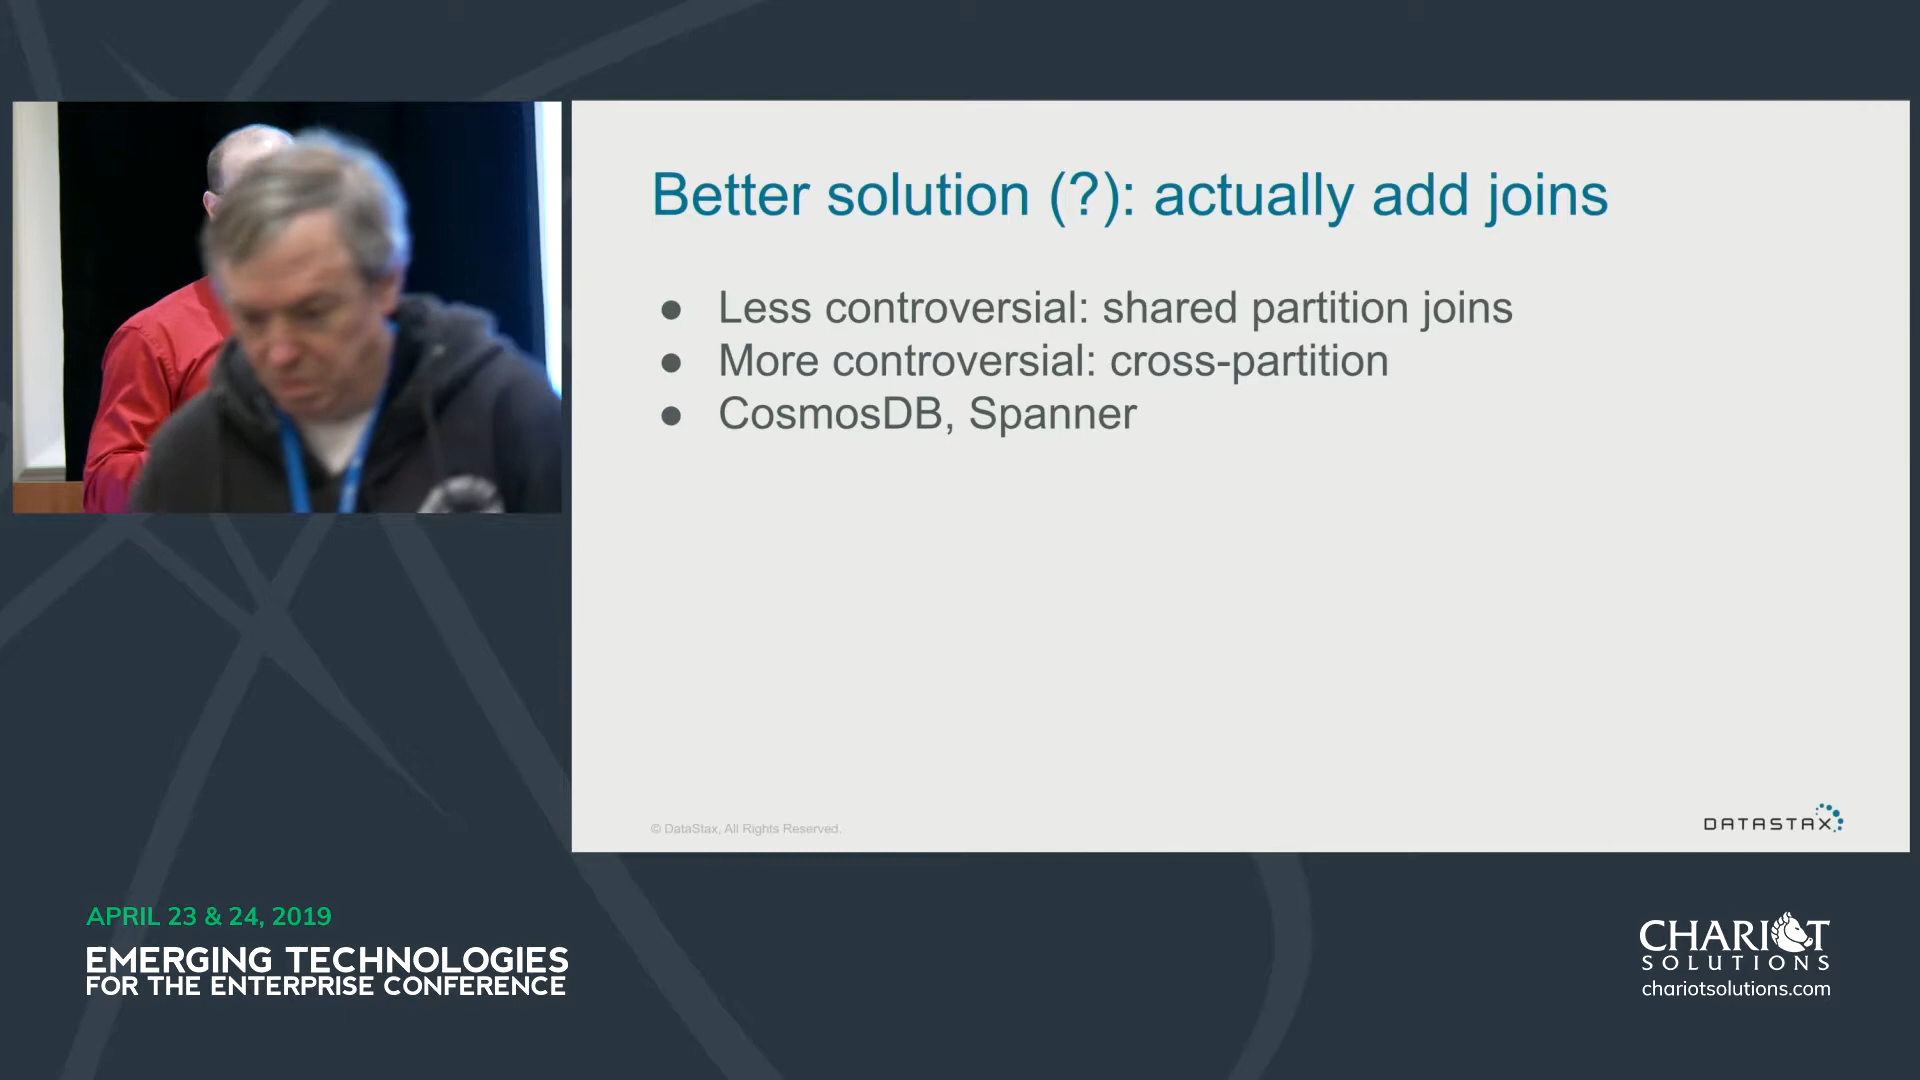 Better solution (?): actually add joins
● Less controversial: shared partition joins
● More controversial: cross-partition
● CosmosDB, Spanner
© DataStax, All Rights Reserved.
DATASTAX
APRIL 23 & 24, 2019
EMERGING TECHNOLOGIES
FOR THE ENTERPRISE CONFERENCE
CHARIOT
SOLUTIONS
chariotsolutions.com